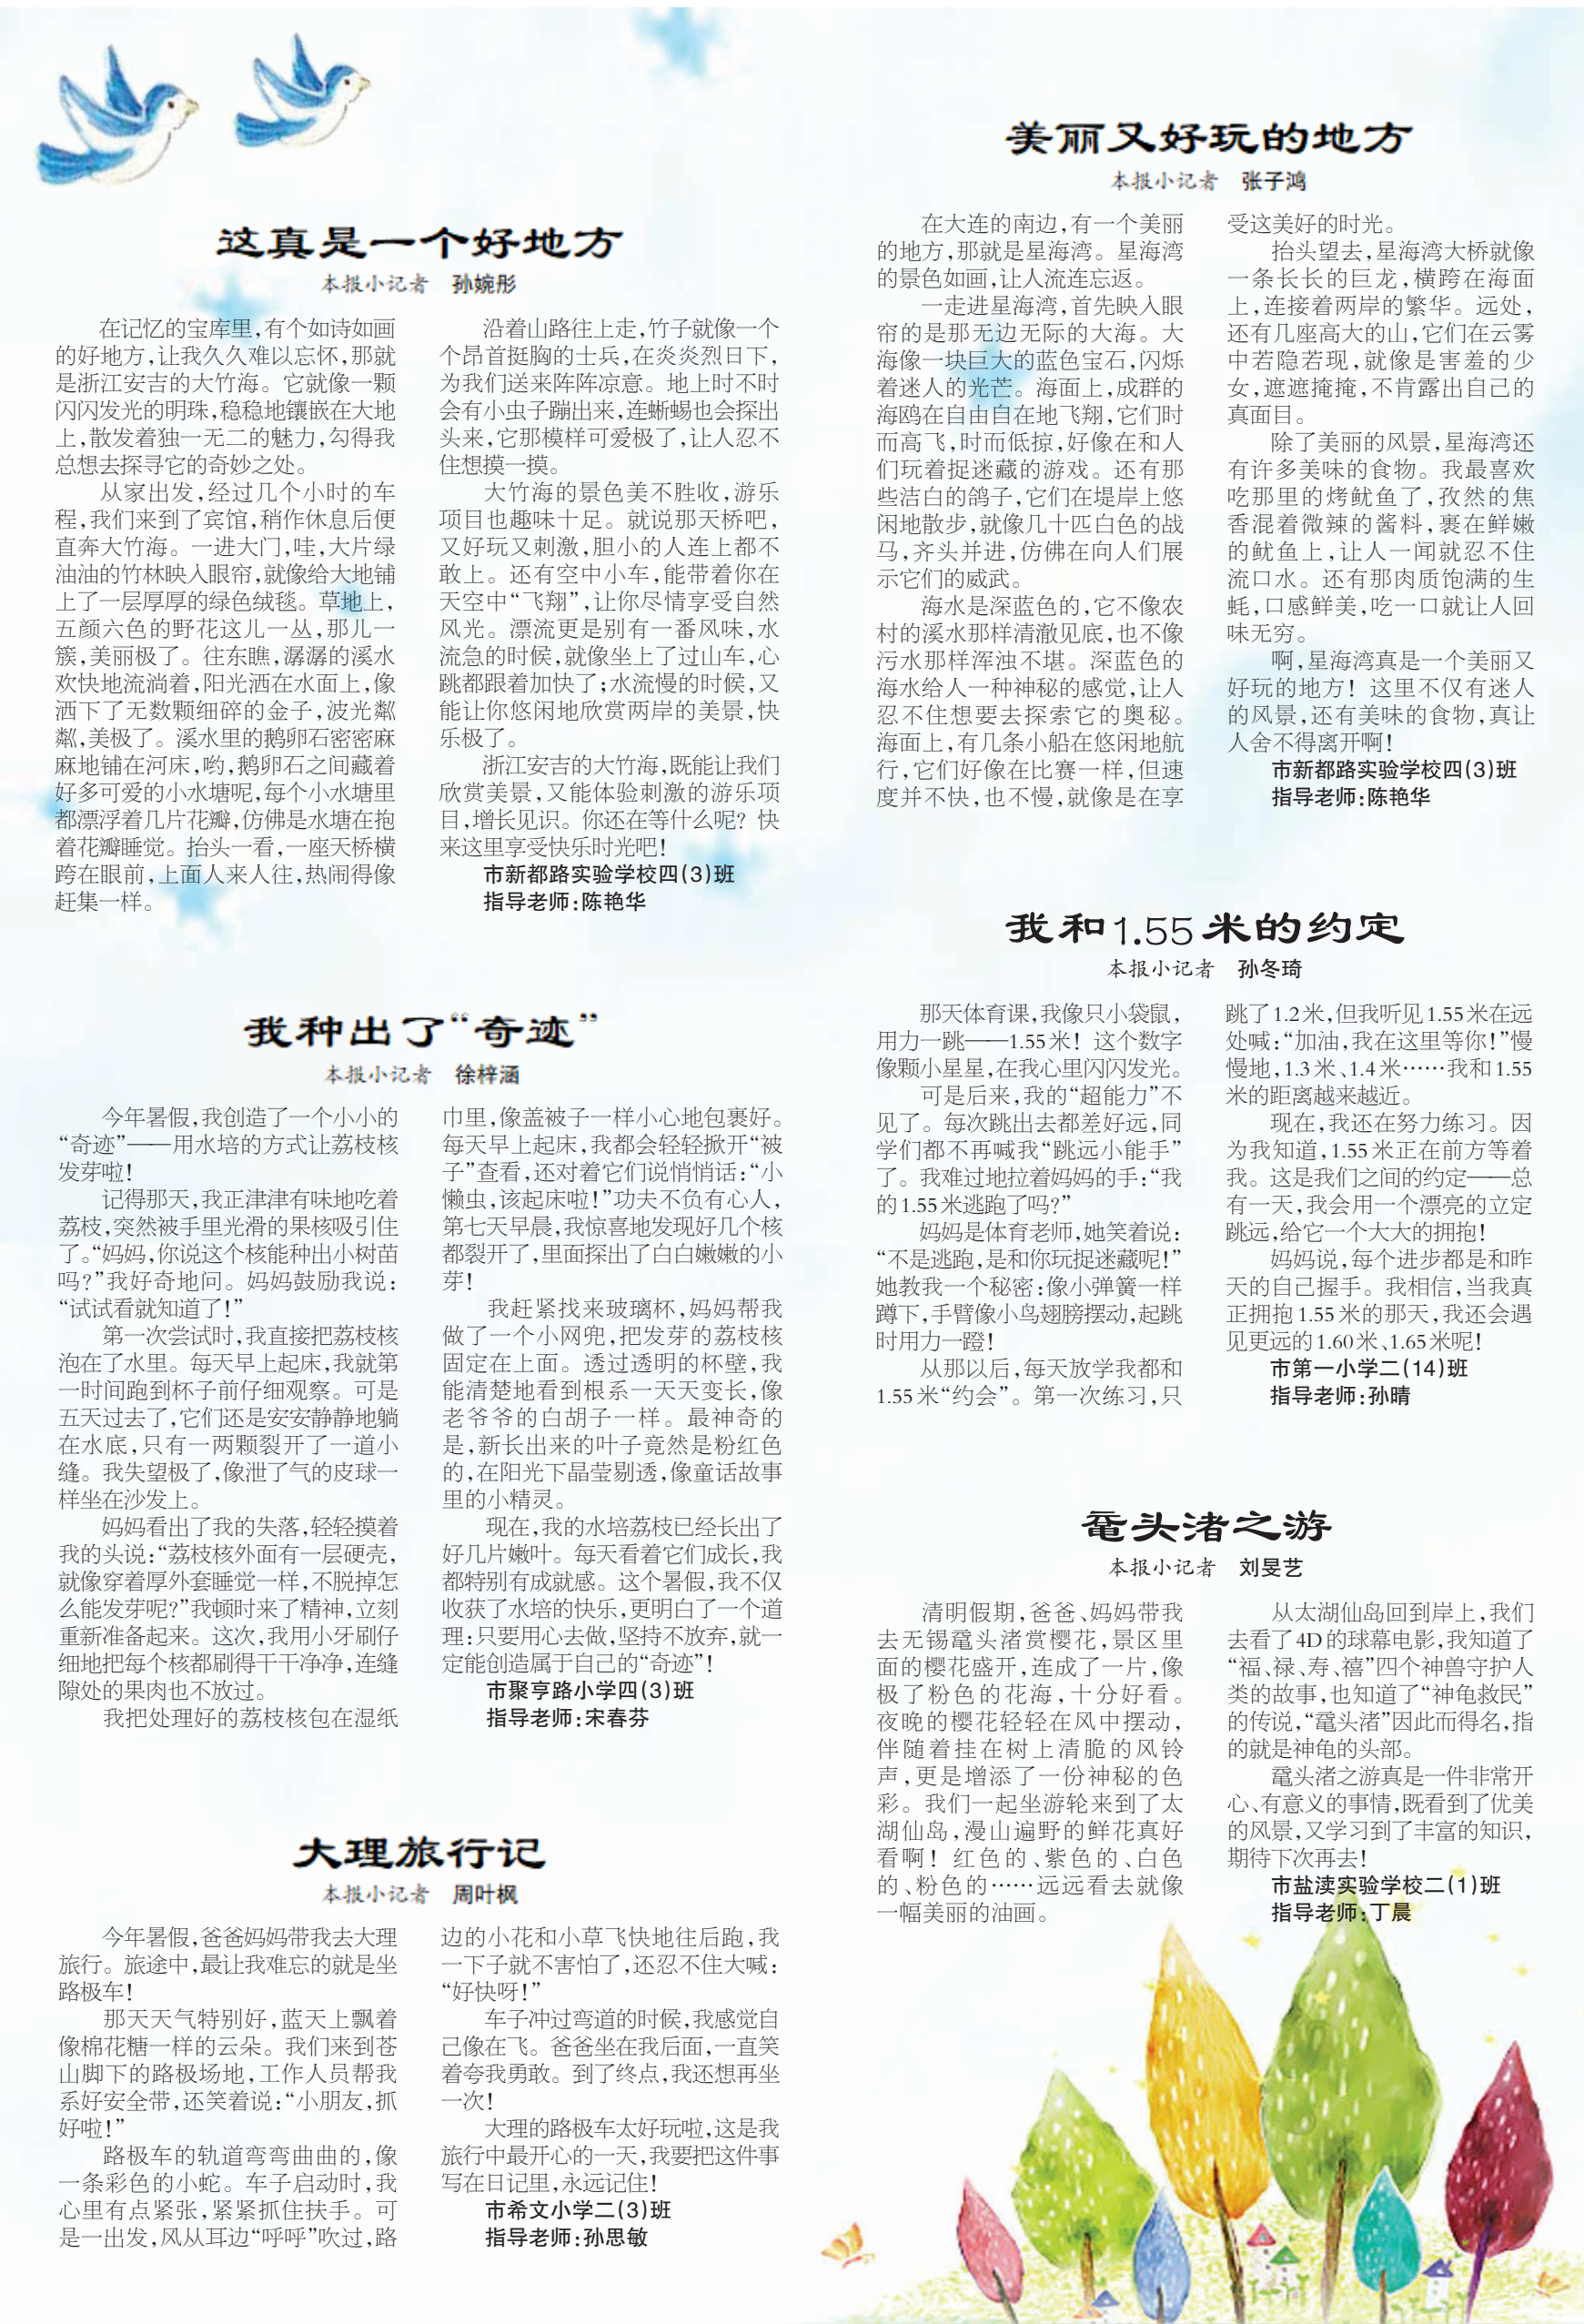 这真是一个好地方
本报小记者 孙婉彤
在记忆的宝库里,有个如诗如画
的好地方,让我久久难以忘怀,那就
是浙江安吉的大竹海。它就像一颗
闪闪发光的明珠,稳稳地镶嵌在大地
上,散发着独一无二的魅力,勾得我
总想去探寻它的奇妙之处。
从家出发,经过几个小时的车
程,我们来到了宾馆,稍作休息后便
直奔大竹海。一进大门,哇,大片绿
油油的竹林映入眼帘,就像给大地铺
上了一层厚厚的绿色绒毯。草地上,
五颜六色的野花这儿一丛,那儿一
簇,美丽极了。往东瞧,潺潺的溪水
欢快地流淌着,阳光洒在水面上,像
洒下了无数颗细碎的金子,波光粼
粼,美极了。溪水里的鹅卵石密密麻
麻地铺在河床,哟,鹅卵石之间藏着
好多可爱的小水塘呢,每个小水塘里
都漂浮着几片花瓣,仿佛是水塘在抱
着花瓣睡觉。抬头一看,一座天桥横
跨在眼前,上面人来人往,热闹得像
赶集一样。
沿着山路往上走,竹子就像一个
个昂首挺胸的士兵,在炎炎烈日下,
为我们送来阵阵凉意。地上时不时
会有小虫子蹦出来,连蜥蜴也会探出
头来,它那模样可爱极了,让人忍不
住想摸一摸。
大竹海的景色美不胜收,游乐
项目也趣味十足。就说那天桥吧,
又好玩又刺激,胆小的人连上都不
敢上。还有空中小车,能带着你在
天空中“飞翔”,让你尽情享受自然
风光。漂流更是别有一番风味,水
流急的时候,就像坐上了过山车,心
跳都跟着加快了;水流慢的时候,又
能让你悠闲地欣赏两岸的美景,快
乐极了。
浙江安吉的大竹海,既能让我们
欣赏美景,又能体验刺激的游乐项
目,增长见识。你还在等什么呢?快
来这里享受快乐时光吧!
市新都路实验学校四(3)班
指导老师:陈艳华
我种出了“奇迹”
本报小记者 徐梓涵
今年暑假,我创造了一个小小的
“奇迹”——用水培的方式让荔枝核
发芽啦!
记得那天,我正津津有味地吃着
荔枝,突然被手里光滑的果核吸引住
了。“妈妈,你说这个核能种出小树苗
吗?”我好奇地问。妈妈鼓励我说:
“试试看就知道了!”
第一次尝试时,我直接把荔枝核
泡在了水里。每天早上起床,我就第
一时间跑到杯子前仔细观察。可是
五天过去了,它们还是安安静静地躺
在水底,只有一两颗裂开了一道小
缝。我失望极了,像泄了气的皮球一
样坐在沙发上。
妈妈看出了我的失落,轻轻摸着
我的头说:“荔枝核外面有一层硬壳,
就像穿着厚外套睡觉一样,不脱掉怎
么能发芽呢?”我顿时来了精神,立刻
重新准备起来。这次,我用小牙刷仔
细地把每个核都刷得干干净净,连缝
隙处的果肉也不放过。
我把处理好的荔枝核包在湿纸
巾里,像盖被子一样小心地包裹好。
每天早上起床,我都会轻轻掀开“被
子”查看,还对着它们说悄悄话:“小
懒虫,该起床啦!”功夫不负有心人,
第七天早晨,我惊喜地发现好几个核
都裂开了,里面探出了白白嫩嫩的小
芽!
我赶紧找来玻璃杯,妈妈帮我
做了一个小网兜,把发芽的荔枝核
固定在上面。透过透明的杯壁,我
能清楚地看到根系一天天变长,像
老爷爷的白胡子一样。最神奇的
是,新长出来的叶子竟然是粉红色
的,在阳光下晶莹剔透,像童话故事
里的小精灵。
现在,我的水培荔枝已经长出了
好几片嫩叶。每天看着它们成长,我
都特别有成就感。这个暑假,我不仅
收获了水培的快乐,更明白了一个道
理:只要用心去做,坚持不放弃,就一
定能创造属于自己的“奇迹”!
市聚亨路小学四(3)班
指导老师:宋春芬
大理旅行记
本报小记者 周叶枫
今年暑假,爸爸妈妈带我去大理
旅行。旅途中,最让我难忘的就是坐
路极车!
那天天气特别好,蓝天上飘着
像棉花糖一样的云朵。我们来到苍
山脚下的路极场地,工作人员帮我
系好安全带,还笑着说:“小朋友,抓
好啦!”
路极车的轨道弯弯曲曲的,像
一条彩色的小蛇。车子启动时,我
心里有点紧张,紧紧抓住扶手。可
是一出发,风从耳边“呼呼”吹过,路
边的小花和小草飞快地往后跑,我
一下子就不害怕了,还忍不住大喊:
“好快呀!”
车子冲过弯道的时候,我感觉自
己像在飞。爸爸坐在我后面,一直笑
着夸我勇敢。到了终点,我还想再坐
一次!
大理的路极车太好玩啦,这是我
旅行中最开心的一天,我要把这件事
写在日记里,永远记住!
市希文小学二(3)班
指导老师:孙思敏
美丽又好玩的地方
本报小记者 张子鸿
在大连的南边,有一个美丽
的地方,那就是星海湾。星海湾
的景色如画,让人流连忘返。
一走进星海湾,首先映入眼
帘的是那无边无际的大海。大
海像一块巨大的蓝色宝石,闪烁
着迷人的光芒。海面上,成群的
海鸥在自由自在地飞翔,它们时
而高飞,时而低掠,好像在和人
们玩着捉迷藏的游戏。还有那
些洁白的鸽子,它们在堤岸上悠
闲地散步,就像几十匹白色的战
马,齐头并进,仿佛在向人们展
示它们的威武。
海水是深蓝色的,它不像农
村的溪水那样清澈见底,也不像
污水那样浑浊不堪。深蓝色的
海水给人一种神秘的感觉,让人
忍不住想要去探索它的奥秘。
海面上,有几条小船在悠闲地航
行,它们好像在比赛一样,但速
度并不快,也不慢,就像是在享
受这美好的时光。
抬头望去,星海湾大桥就像
一条长长的巨龙,横跨在海面
上,连接着两岸的繁华。远处,
还有几座高大的山,它们在云雾
中若隐若现,就像是害羞的少
女,遮遮掩掩,不肯露出自己的
真面目。
除了美丽的风景,星海湾还
有许多美味的食物。我最喜欢
吃那里的烤鱿鱼了,孜然的焦
香混着微辣的酱料,裹在鲜嫩
的鱿鱼上,让人一闻就忍不住
流口水。还有那肉质饱满的生
蚝,口感鲜美,吃一口就让人回
味无穷。
啊,星海湾真是一个美丽又
好玩的地方!这里不仅有迷人
的风景,还有美味的食物,真让
人舍不得离开啊!
市新都路实验学校四(3)班
指导老师:陈艳华
我和1.55米的约定
本报小记者 孙冬琦
那天体育课,我像只小袋鼠,
用力一跳——1.55米!这个数字
像颗小星星,在我心里闪闪发光。
可是后来,我的“超能力”不
见了。每次跳出去都差好远,同
学们都不再喊我“跳远小能手”
了。我难过地拉着妈妈的手:“我
的1.55米逃跑了吗?”
妈妈是体育老师,她笑着说:
“不是逃跑,是和你玩捉迷藏呢!”
她教我一个秘密:像小弹簧一样
蹲下,手臂像小鸟翅膀摆动,起跳
时用力一蹬!
从那以后,每天放学我都和
1.55米“约会”。第一次练习,只
跳了1.2米,但我听见1.55米在远
处喊:“加油,我在这里等你!”慢
慢地,1.3米、1.4米……我和1.55
米的距离越来越近。
现在,我还在努力练习。因
为我知道,1.55米正在前方等着
我。这是我们之间的约定——总
有一天,我会用一个漂亮的立定
跳远,给它一个大大的拥抱!
妈妈说,每个进步都是和昨
天的自己握手。我相信,当我真
正拥抱1.55米的那天,我还会遇
见更远的1.60米、1.65米呢!
市第一小学二(14)班
指导老师:孙晴
鼋头渚之游
本报小记者 刘旻艺
清明假期,爸爸、妈妈带我
去无锡鼋头渚赏樱花,景区里
面的樱花盛开,连成了一片,像
极了粉色的花海,十分好看。
夜晚的樱花轻轻在风中摆动,
伴随着挂在树上清脆的风铃
声,更是增添了一份神秘的色
彩。我们一起坐游轮来到了太
湖仙岛,漫山遍野的鲜花真好
看啊!红色的、紫色的、白色
的、粉色的……远远看去就像
一幅美丽的油画。
从太湖仙岛回到岸上,我们
去看了4D的球幕电影,我知道了
“福、禄、寿、禧”四个神兽守护人
类的故事,也知道了“神龟救民”
的传说,“鼋头渚”因此而得名,指
的就是神龟的头部。
鼋头渚之游真是一件非常开
心、有意义的事情,既看到了优美
的风景,又学习到了丰富的知识,
期待下次再去!
市盐渎实验学校二(1)班
指导老师:丁晨